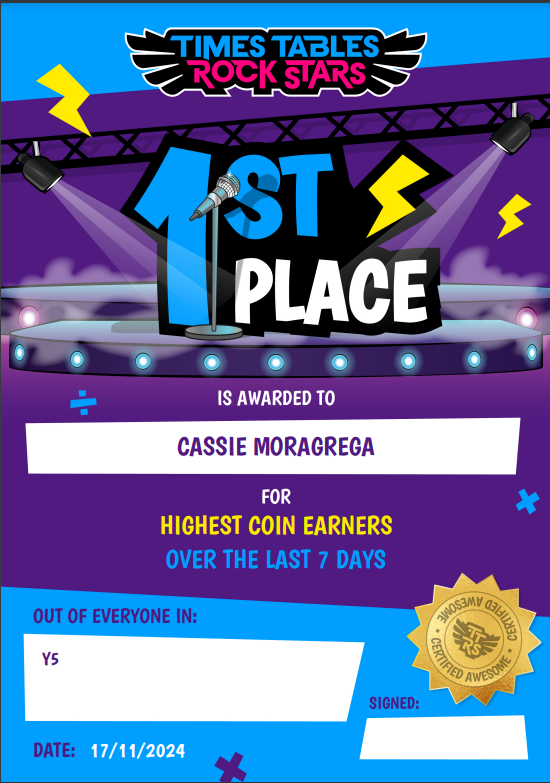 TIMES TABLES
ROCK STARS
1ST
PLACE
IS AWARDED TO
CASSIE MORAGREGA
FOR
HIGHEST COIN EARNERS
OVER THE LAST 7 DAYS
OUT OF EVERYONE IN:
Y5
CERTIFIED AWESOME
TTRS
CERTIFIED AWESOME
SIGNED:
DATE: 17/11/2024